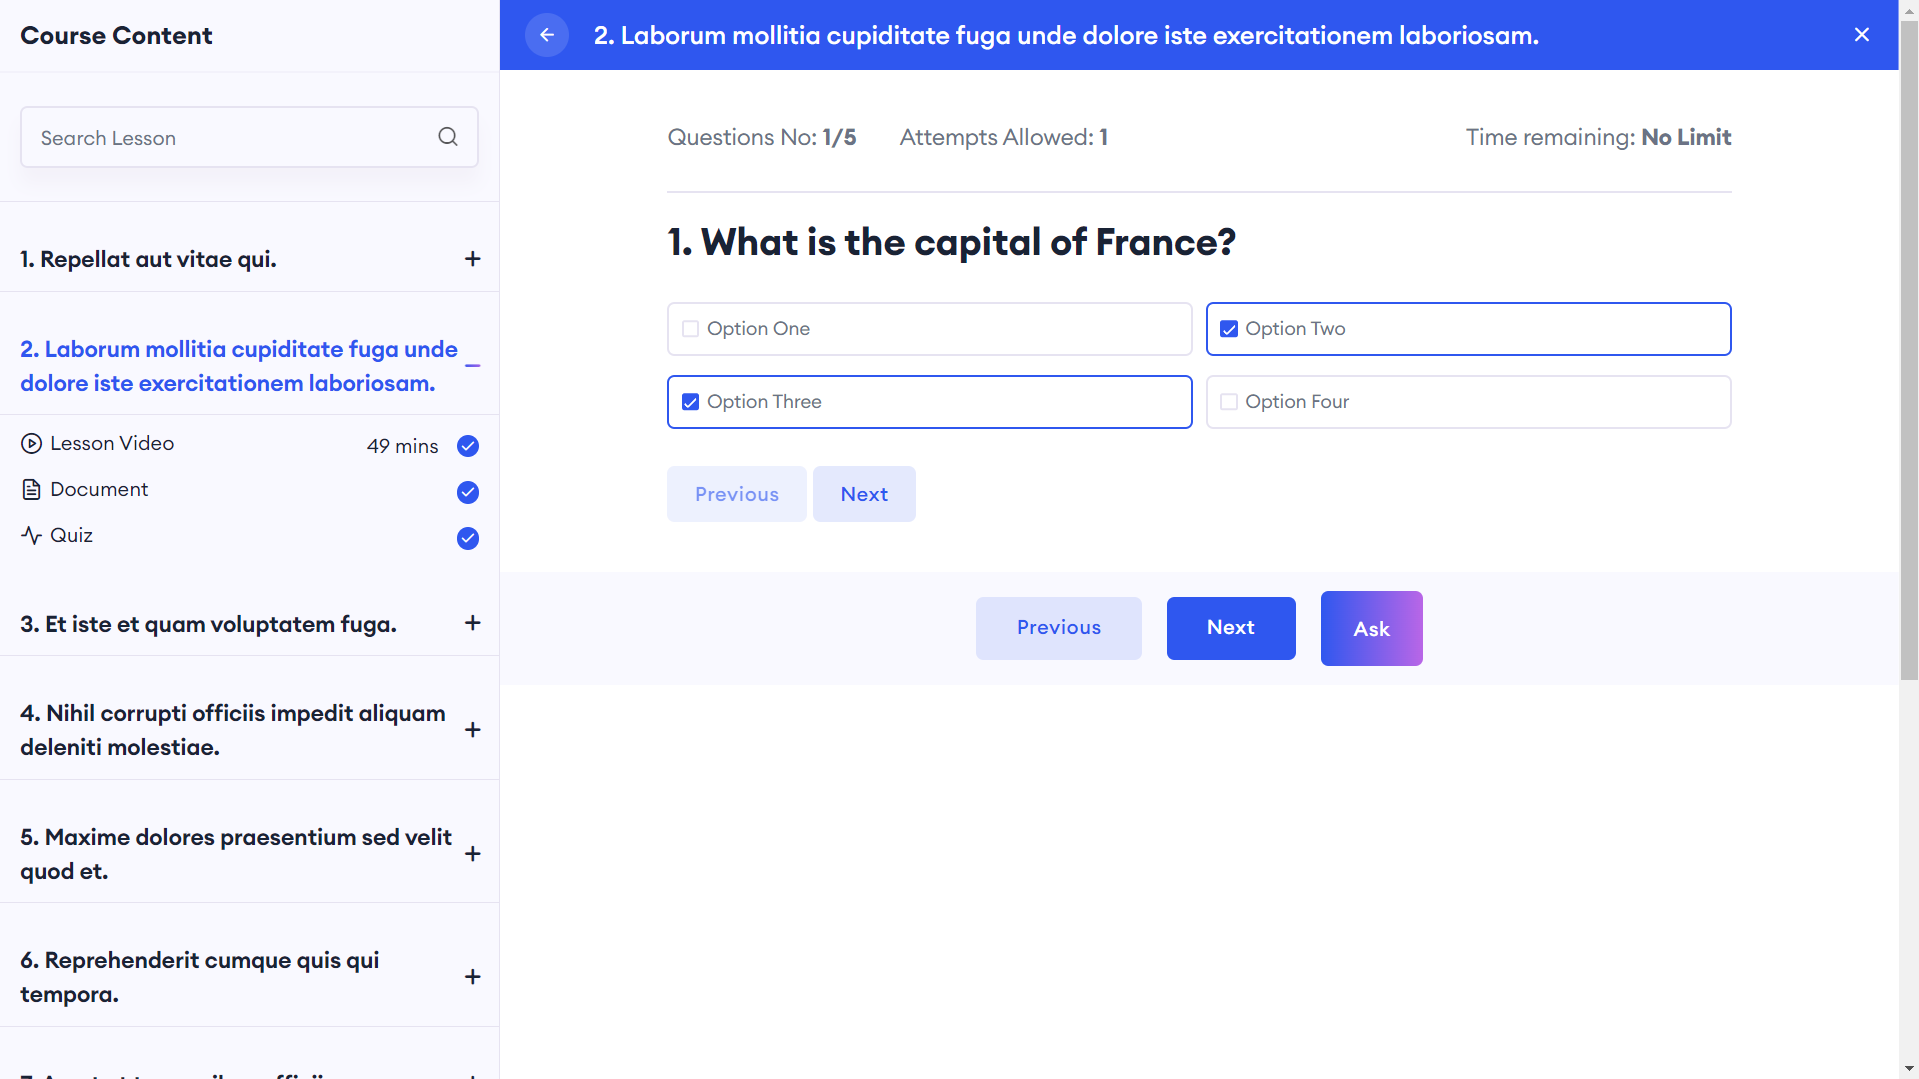 Course Content
Search Lesson
1. Repellat aut vitae qui.
2. Laborum mollitia cupiditate fuga unde
dolore iste exercitationem laboriosam.
Lesson Video
49 mins
Document
Quiz
3. Et iste et quam voluptatem fuga.
4. Nihil corrupti officiis impedit aliquam
deleniti molestiae.
5. Maxime dolores praesentium sed velit
quod et.
6. Reprehenderit cumque quis qui
tempora.
2. Laborum mollitia cupiditate fuga unde dolore iste exercitationem laboriosam.
Questions No: 1/5
Attempts Allowed: 1
Time remaining: No Limit
1. What is the capital of France?
Option One
Option Two
Option Three
Option Four
Previous
Next
Previous
Next
Ask